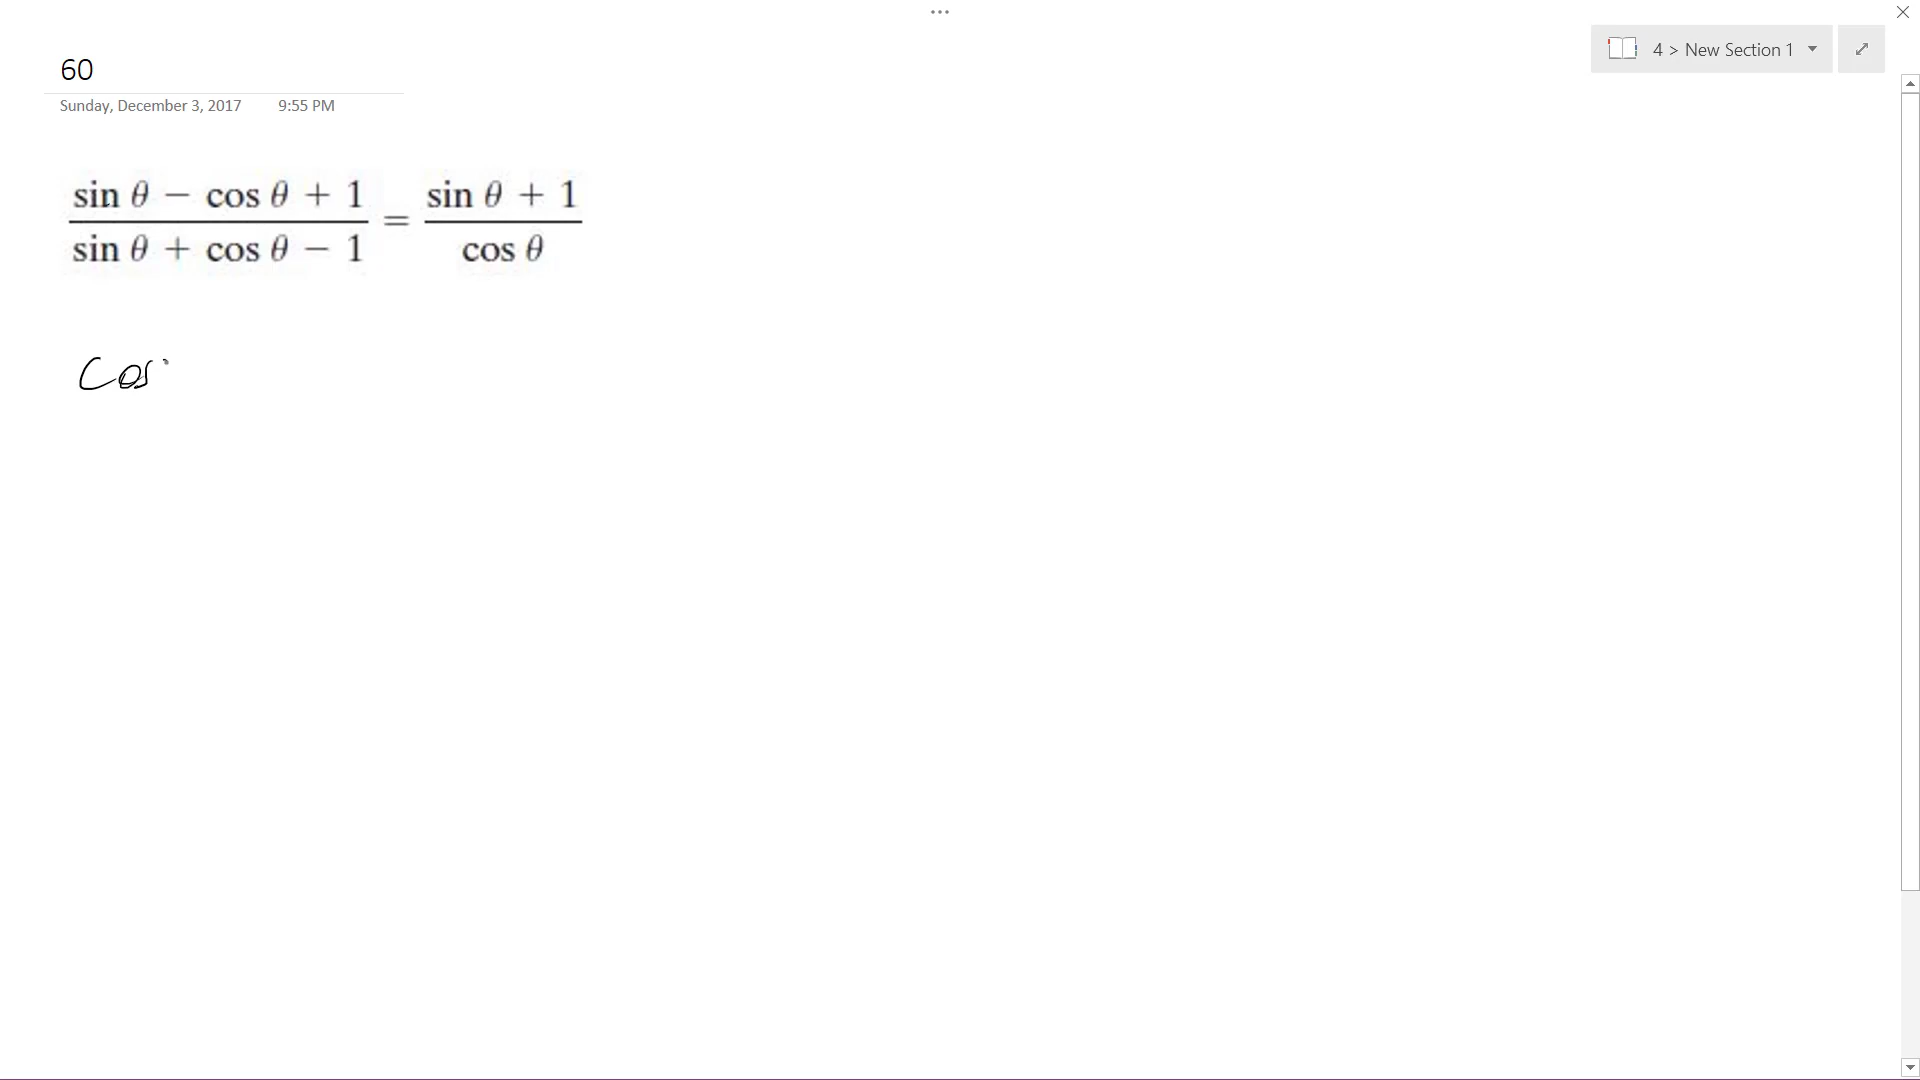 4 > New Section 1
60
Sunday, December 3, 2017 9:55 PM
sin θ − cos θ + 1 / sin θ + cos θ − 1 = sin θ + 1 / cos θ
Cos